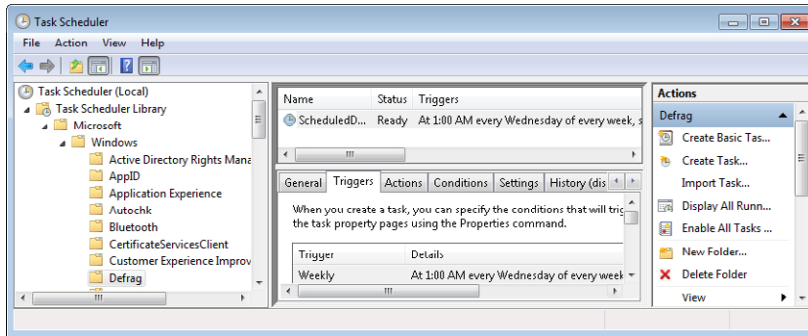 Task Scheduler
File Action View Help
Task Scheduler (Local)
Task Scheduler Library
Microsoft
Windows
Active Directory Rights Mana
AppID
Application Experience
Autochk
Bluetooth
CertificateServicesClient
Customer Experience Improv
Defrag
Name Status Triggers
ScheduledD... Ready At 1:00 AM every Wednesday of every week, s
General Triggers Actions Conditions Settings History (dis
When you create a task, you can specify the conditions that will trig
the task property pages using the Properties command.
Trigger Details
Weekly At 1:00 AM every Wednesday of every week
Actions
Defrag
Create Basic Tas...
Create Task...
Import Task...
Display All Runn...
Enable All Tasks ...
New Folder...
Delete Folder
View